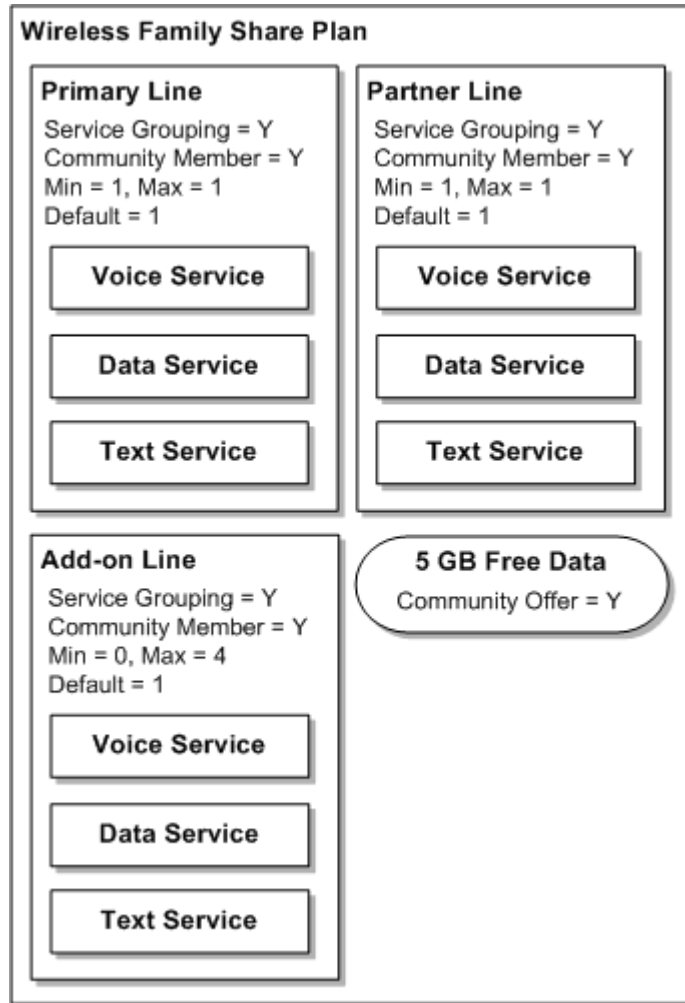 Wireless Family Share Plan
Primary Line
Service Grouping = Y
Community Member = Y
Min = 1, Max = 1
Default = 1
Voice Service
Data Service
Text Service
Partner Line
Service Grouping = Y
Community Member = Y
Min = 1, Max = 1
Default = 1
Voice Service
Data Service
Text Service
Add-on Line
Service Grouping = Y
Community Member = Y
Min = 0, Max = 4
Default = 1
Voice Service
Data Service
Text Service
5 GB Free Data
Community Offer = Y